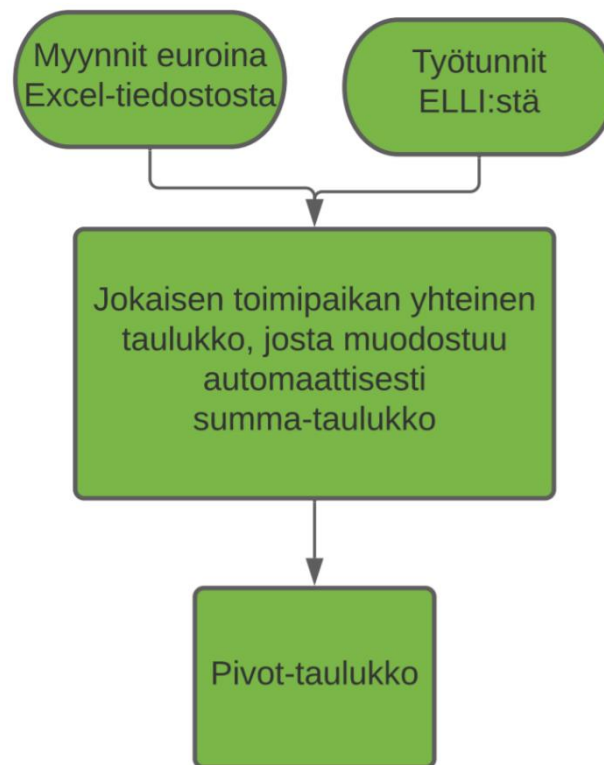 Myynnit euroina
Excel-tiedostosta
Työtunnit
ELLI:stä
Jokaisen toimipaikan yhteinen
taulukko, josta muodostuu
automaattisesti
summa-taulukko
Pivot-taulukko